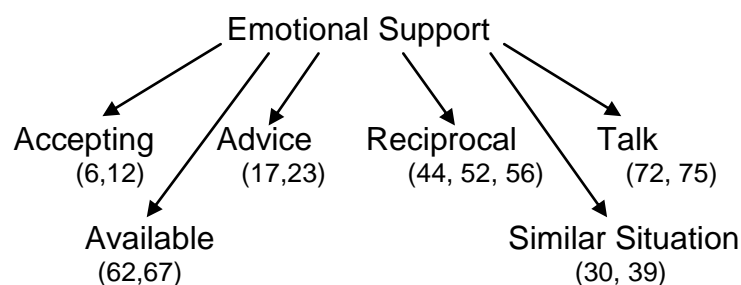 Emotional Support
Accepting
(6,12)
Advice
(17,23)
Reciprocal
(44, 52, 56)
Talk
(72, 75)
Available
(62,67)
Similar Situation
(30, 39)